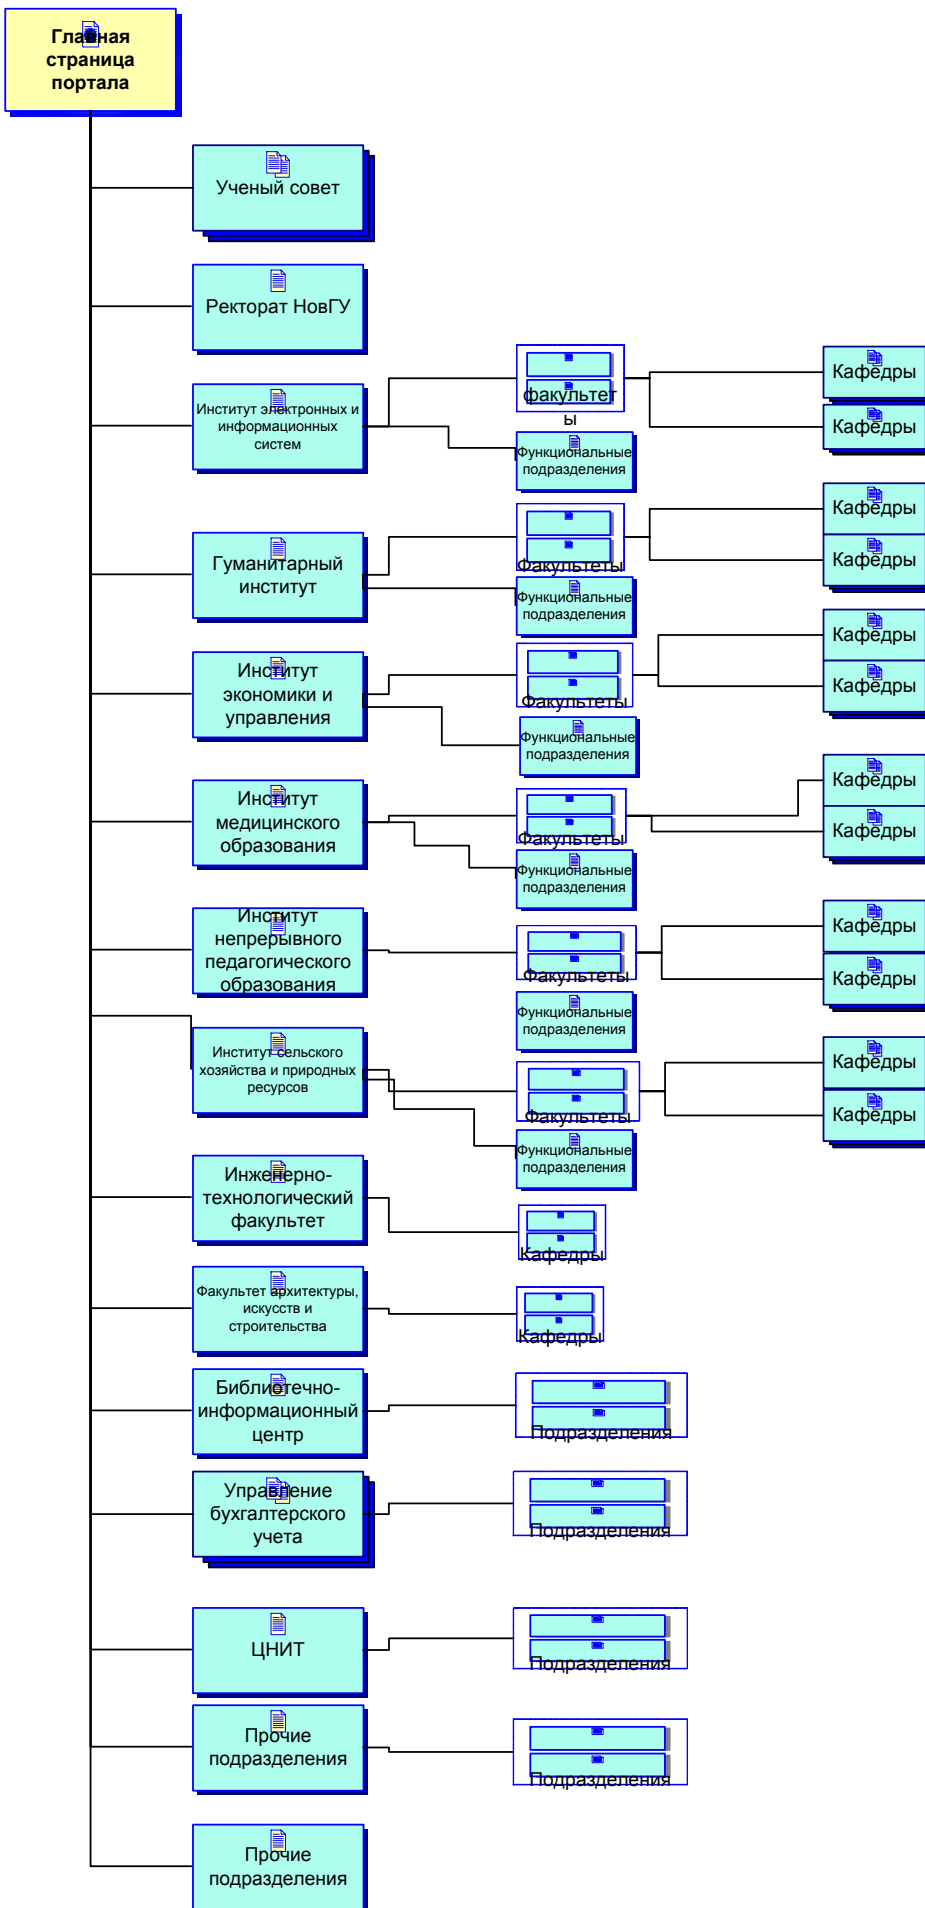 Главная
страница
портала
Ученый совет
Ректорат НовГУ
Институт электронных и
информационных
систем
факультет
ы
Функциональные
подразделения
Кафедры
Кафедры
Гуманитарный
институт
Факультеты
Функциональные
подразделения
Кафедры
Кафедры
Институт
экономики и
управления
Факультеты
Функциональные
подразделения
Кафедры
Кафедры
Институт
медицинского
образования
Факультеты
Функциональные
подразделения
Кафедры
Кафедры
Институт
непрерывного
педагогического
образования
Факультеты
Функциональные
подразделения
Кафедры
Кафедры
Институт сельского
хозяйства и природных
ресурсов
Факультеты
Функциональные
подразделения
Кафедры
Кафедры
Инженерно-
технологический
факультет
Кафедры
Факультет архитектуры,
искусств и
строительства
Кафедры
Библиотечно-
информационный
центр
Подразделения
Управление
бухгалтерского
учета
Подразделения
ЦНИТ
Подразделения
Прочие
подразделения
Подразделения
Прочие
подразделения